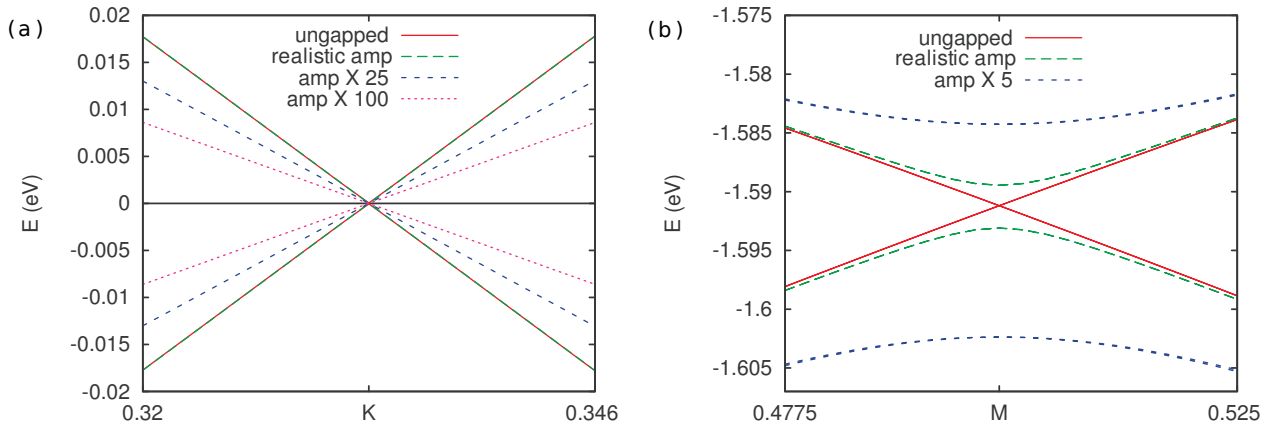 (a)
E (eV)
0.02
0.015
0.01
0.005
0
-0.005
-0.01
-0.015
-0.02
ungapped
realistic amp
amp X 25
amp X 100
0.32 K 0.346
(b)
E (eV)
-1.575
-1.58
-1.585
-1.59
-1.595
-1.6
-1.605
ungapped
realistic amp
amp X 5
0.4775 M 0.525